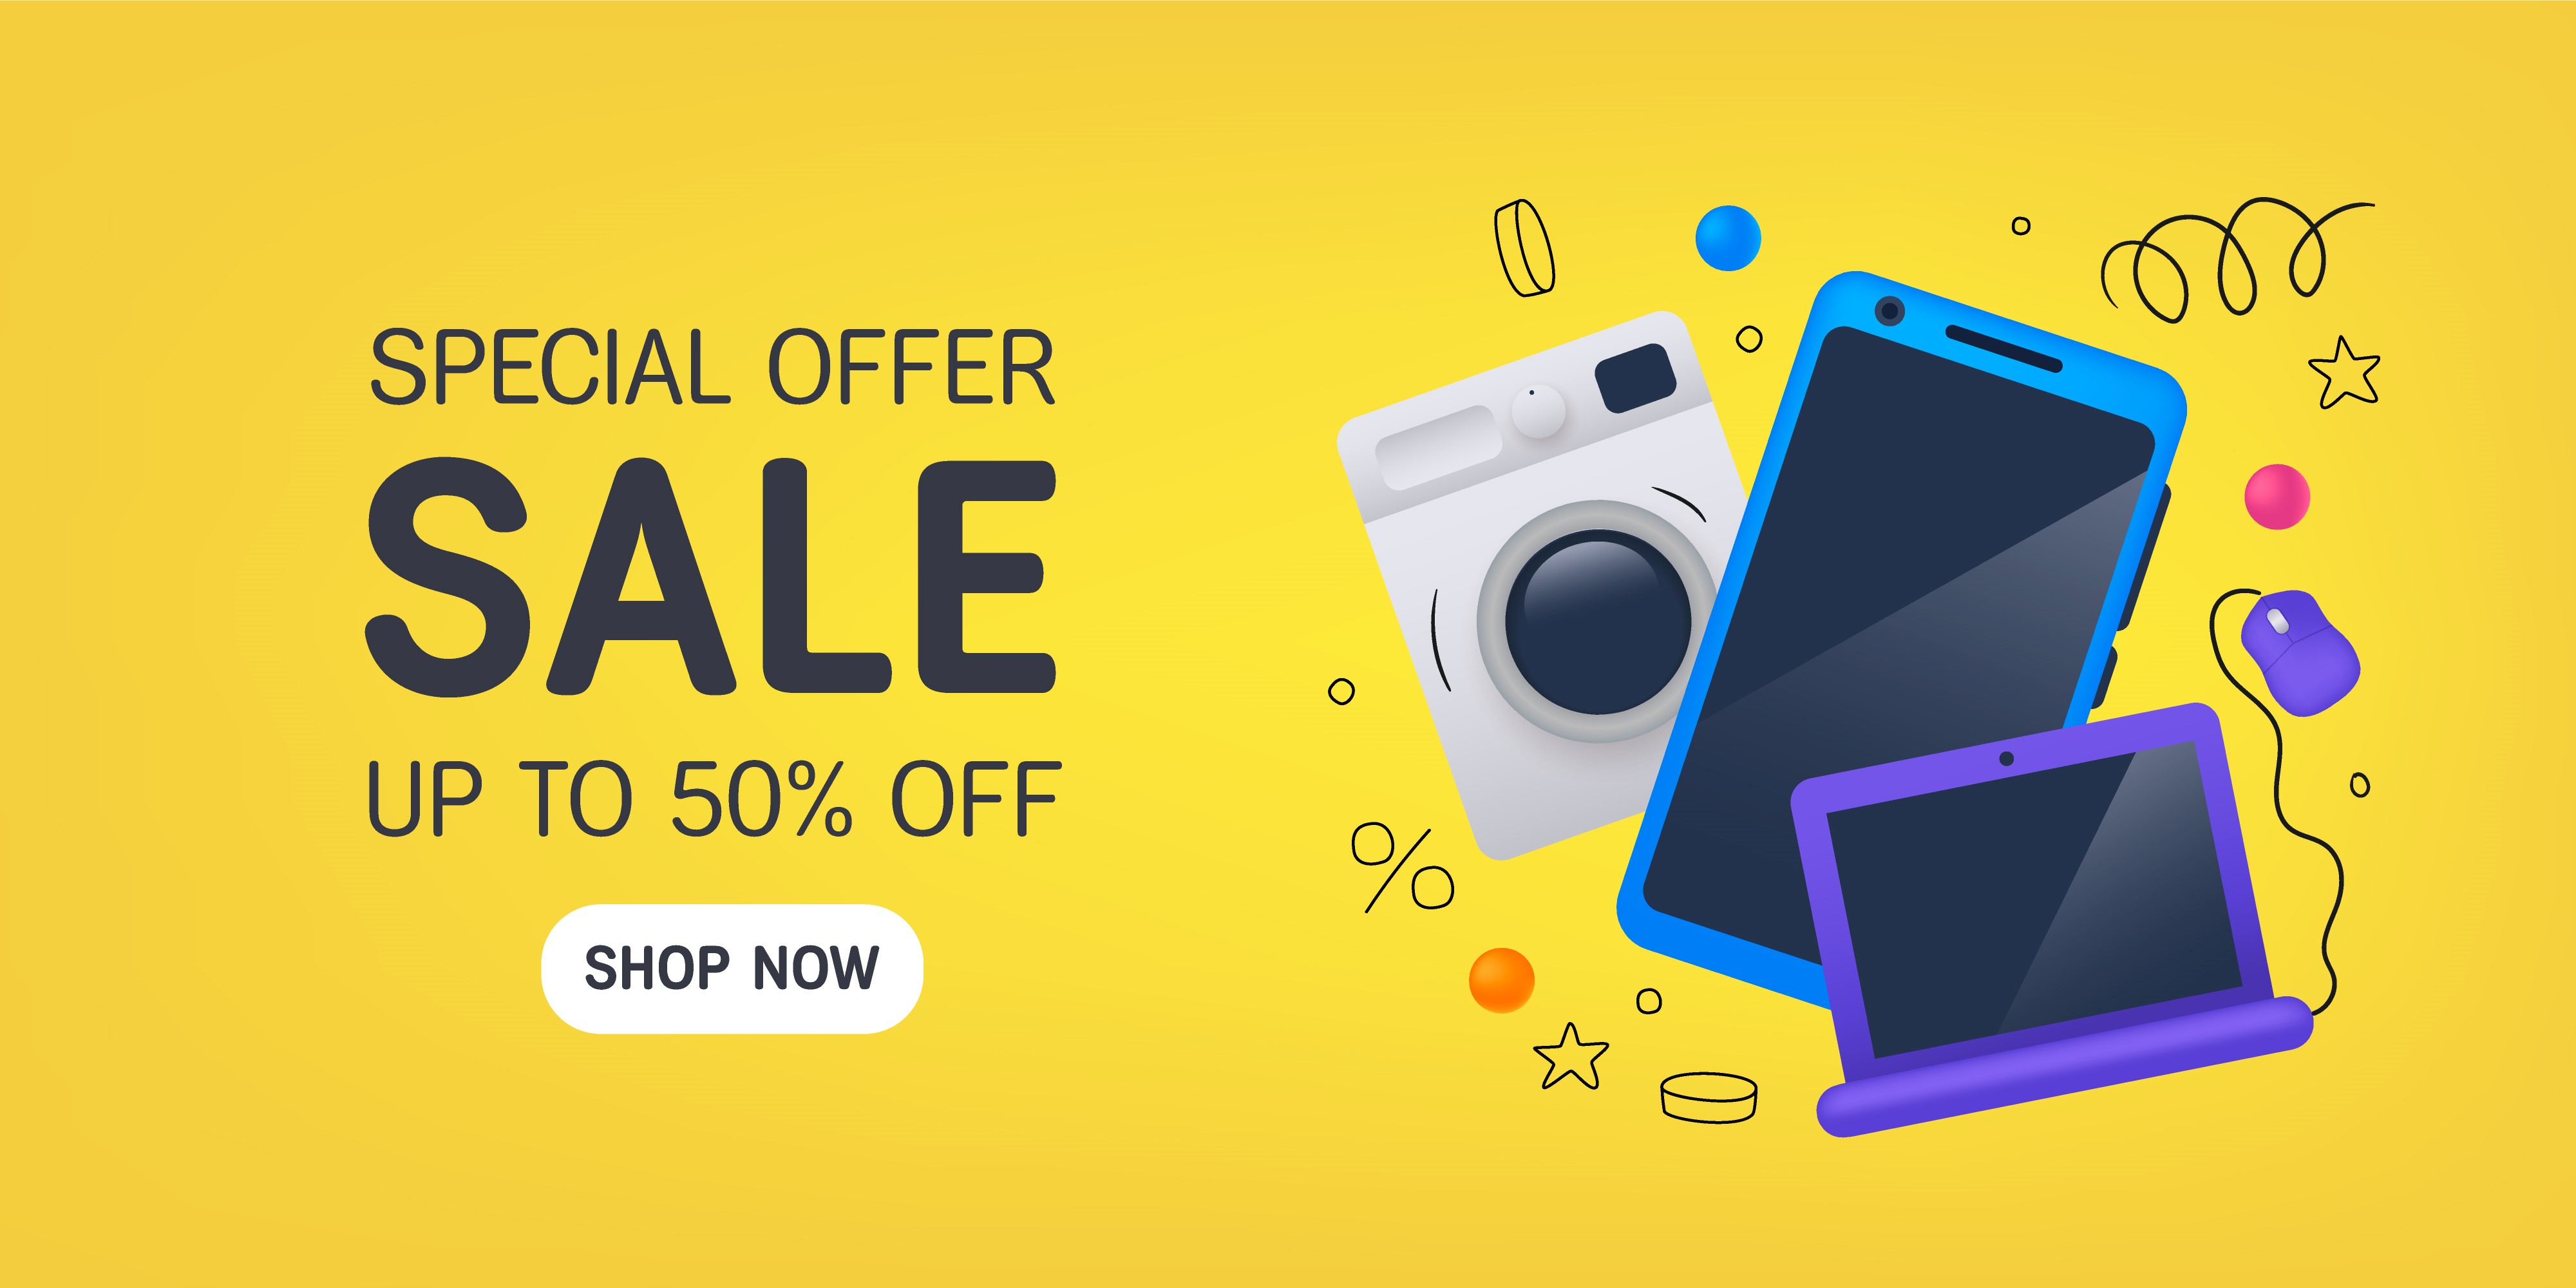 SPECIAL OFFER
SALE
UP TO 50% OFF
SHOP NOW
%